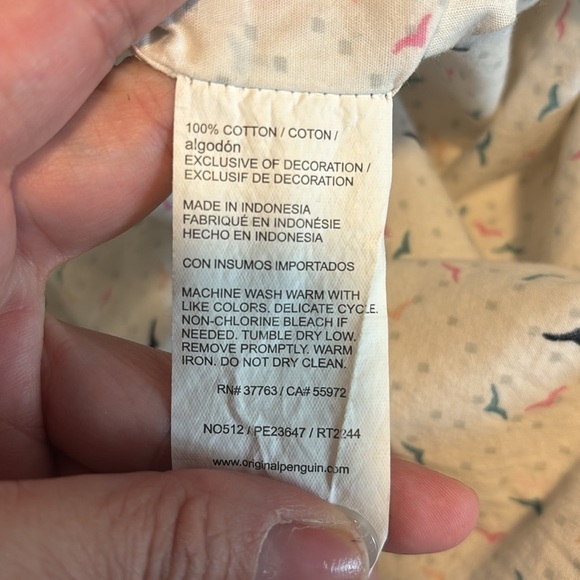 100% COTTON / COTON /
algodón
EXCLUSIVE OF DECORATION /
EXCLUSIF DE DECORATION
MADE IN INDONESIA
FABRIQUÉ EN INDONÉSIE
HECHO EN INDONESIA
CON INSUMOS IMPORTADOS
MACHINE WASH WARM WITH
LIKE COLORS. DELICATE CYCLE.
NON-CHLORINE BLEACH IF
NEEDED. TUMBLE DRY LOW.
REMOVE PROMPTLY. WARM
IRON. DO NOT DRY CLEAN.
RN# 37763 / CA# 55972
NO512 / PE23647 /
www.originalpenguin.com